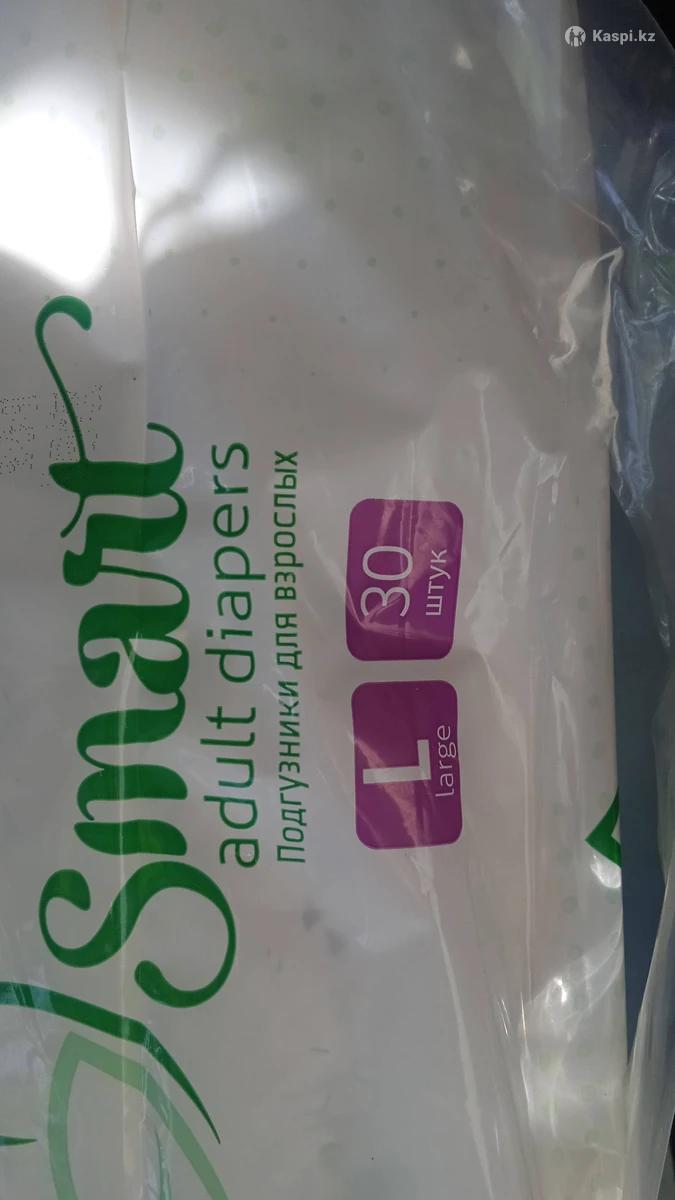 Kaspi.kz
Smart
adult diapers
Подгузники для взрослых
L
large
30
штук